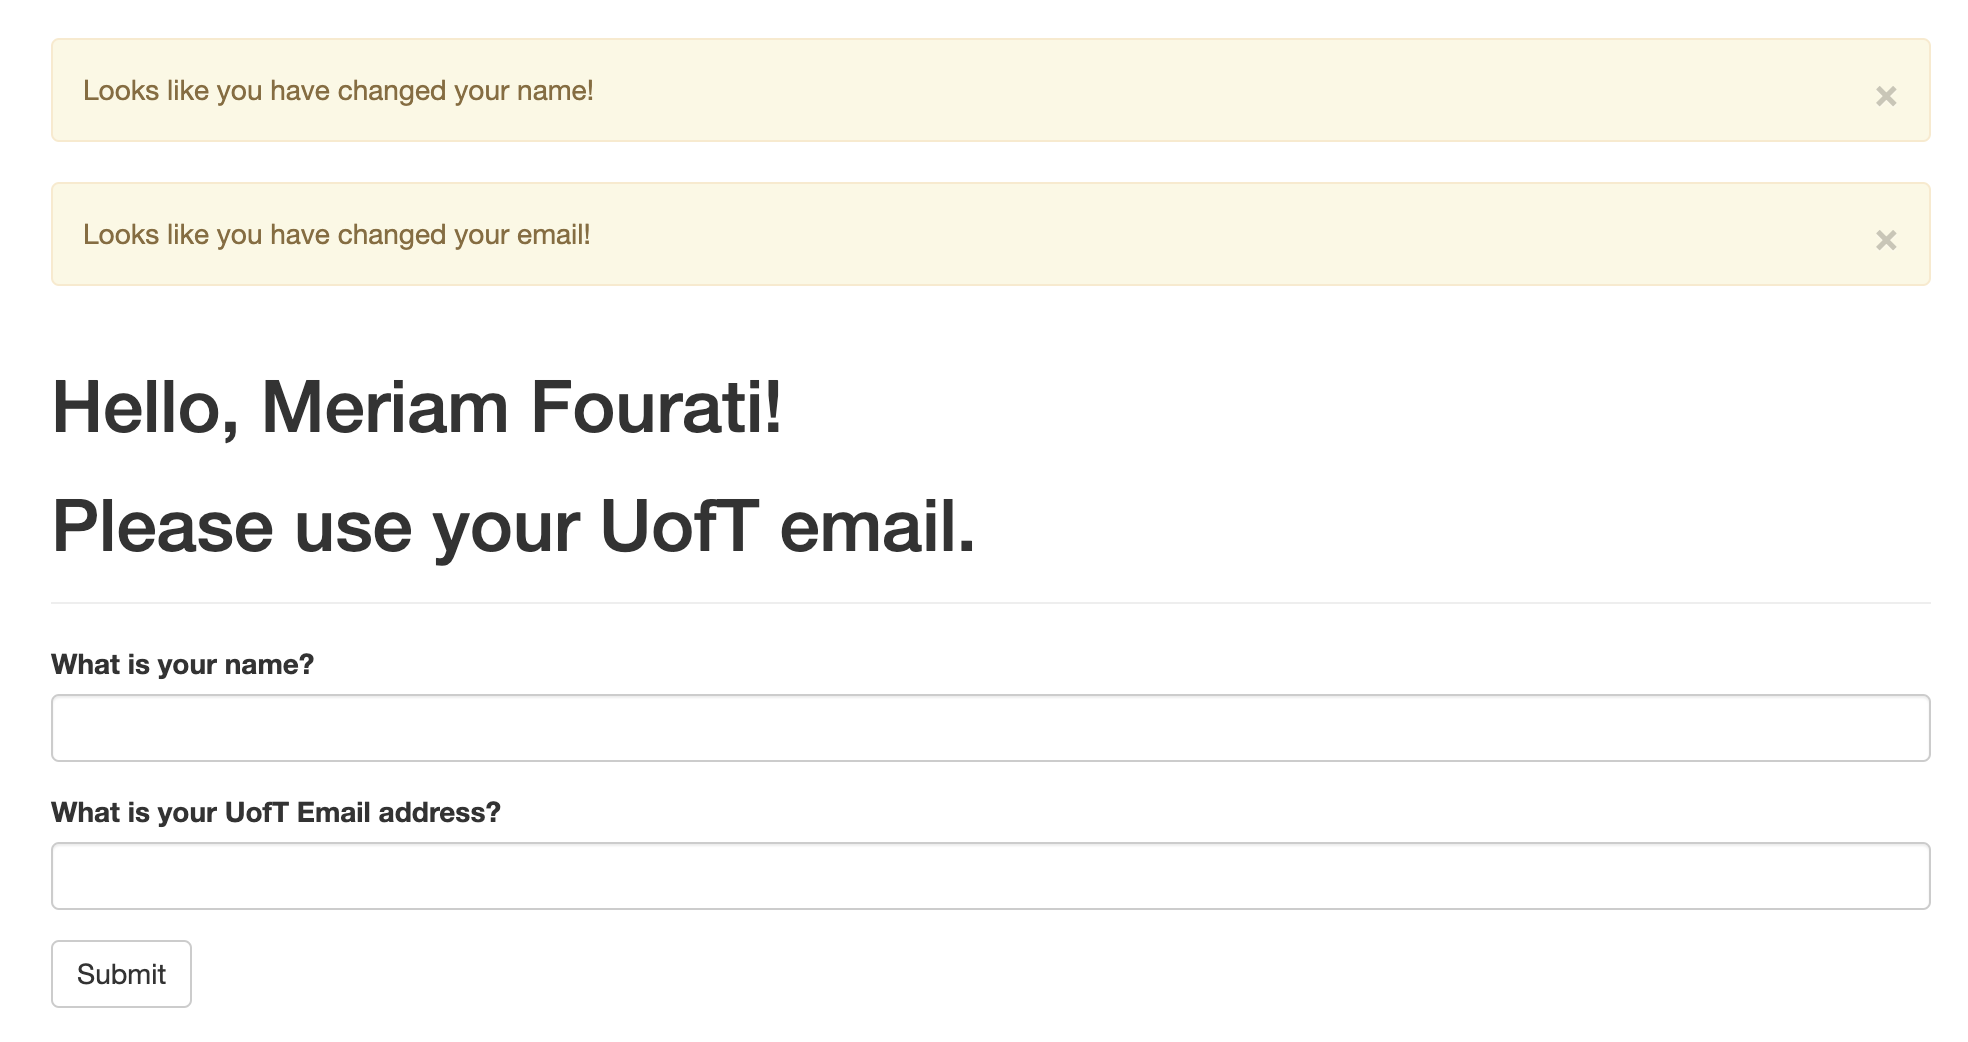 Looks like you have changed your name!
×
Looks like you have changed your email!
×
Hello, Meriam Fourati!
Please use your UofT email.
What is your name?
What is your UofT Email address?
Submit